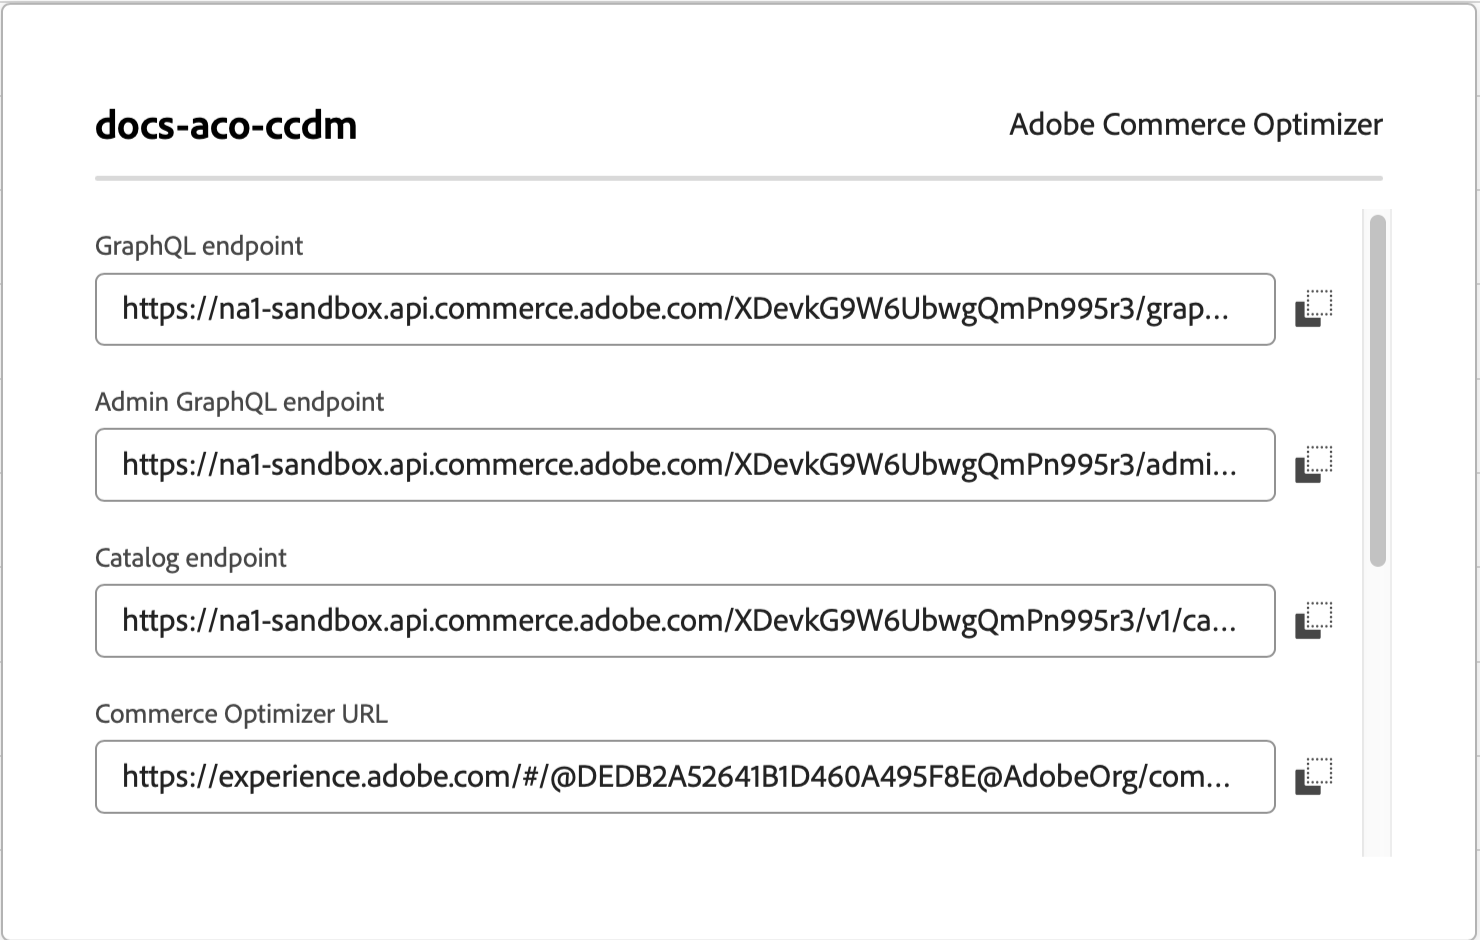 docs-aco-ccdm
Adobe Commerce Optimizer
GraphQL endpoint
https://na1-sandbox.api.commerce.adobe.com/XDevkG9W6UbwgQmPn995r3/grap...
Admin GraphQL endpoint
https://na1-sandbox.api.commerce.adobe.com/XDevkG9W6UbwgQmPn995r3/admi...
Catalog endpoint
https://na1-sandbox.api.commerce.adobe.com/XDevkG9W6UbwgQmPn995r3/v1/ca...
Commerce Optimizer URL
https://experience.adobe.com/#/@DEDB2A52641B1D460A495F8E@AdobeOrg/com...